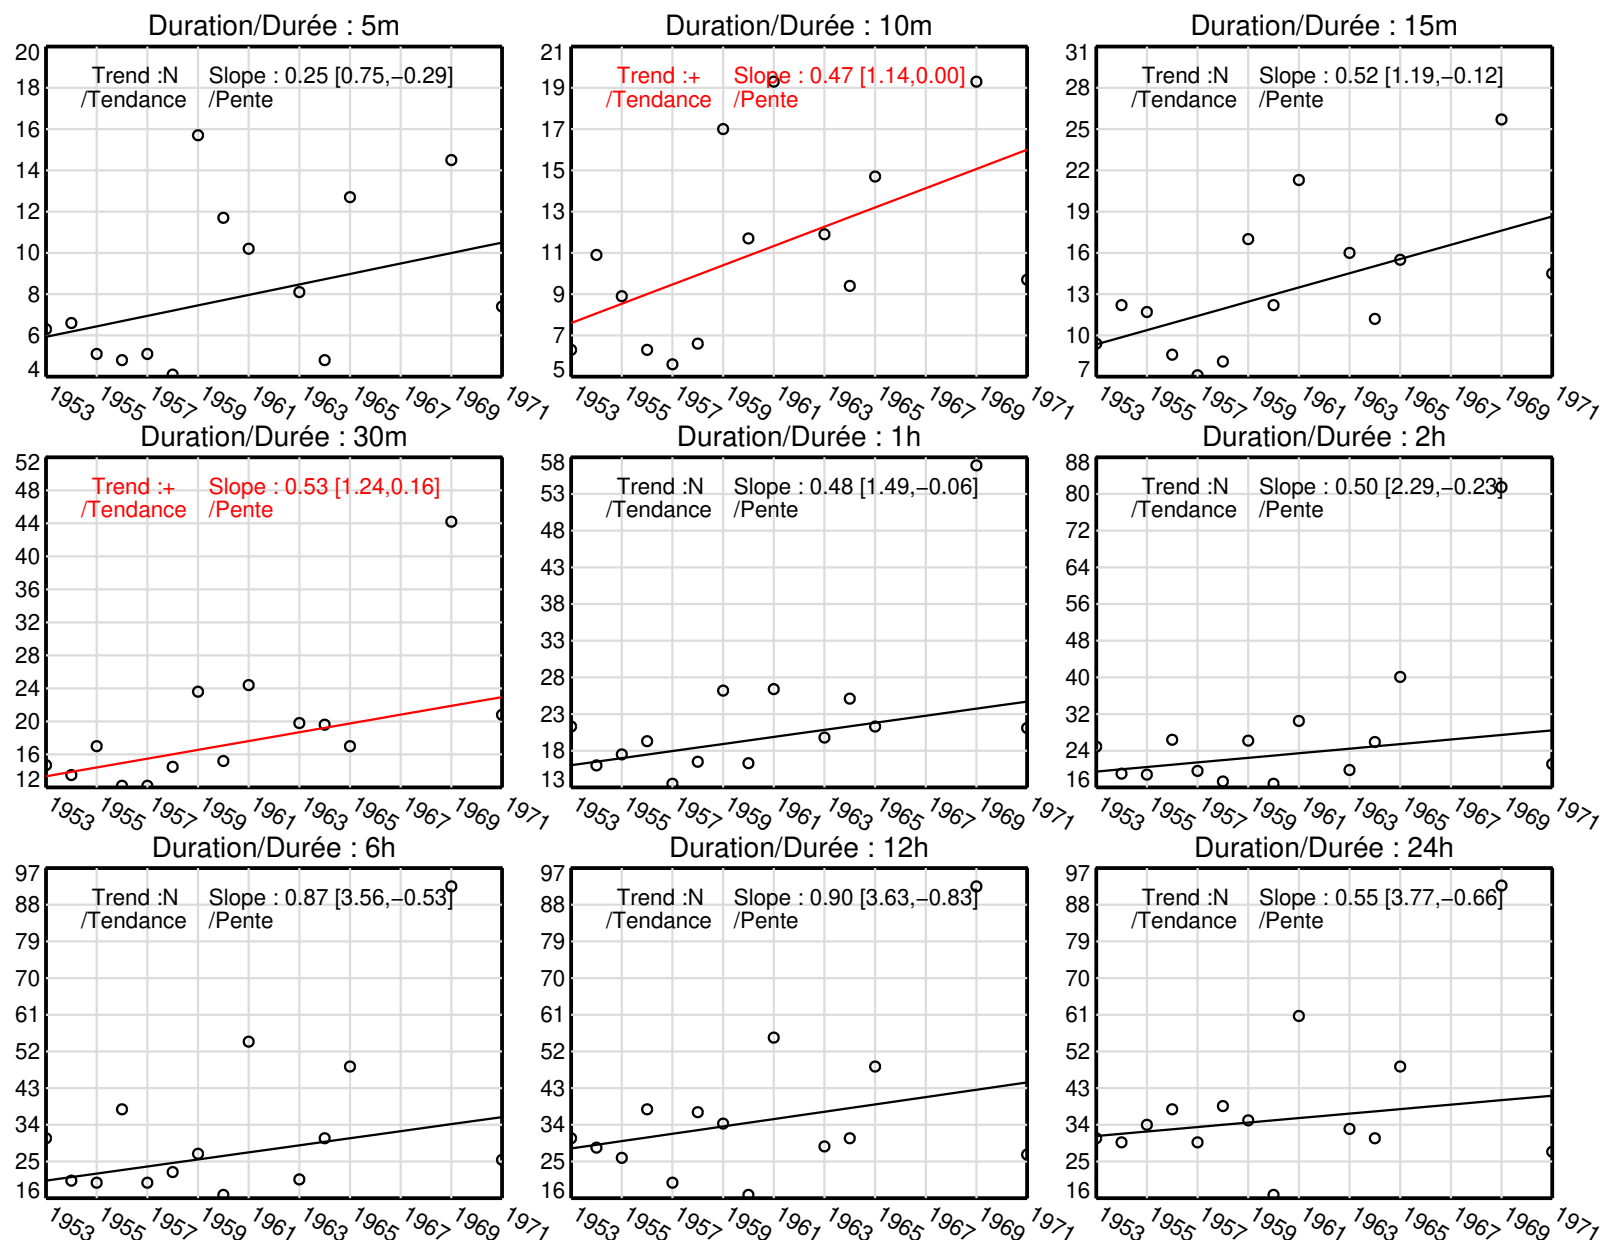 Duration/Durée : 5m
20
18
16
14
12
10
8
6
4
Trend :N Slope : 0.25 [0.75,−0.29]
/Tendance /Pente
1953 1955 1957 1959 1961 1963 1965 1967 1969 1971
Duration/Durée : 10m
21
19
17
15
13
11
9
7
5
Trend :+ Slope : 0.47 [1.14,0.00]
/Tendance /Pente
1953 1955 1957 1959 1961 1963 1965 1967 1969 1971
Duration/Durée : 15m
31
28
25
22
19
16
13
10
7
Trend :N Slope : 0.52 [1.19,−0.12]
/Tendance /Pente
1953 1955 1957 1959 1961 1963 1965 1967 1969 1971
Duration/Durée : 30m
52
48
44
40
36
32
28
24
20
16
12
Trend :+ Slope : 0.53 [1.24,0.16]
/Tendance /Pente
1953 1955 1957 1959 1961 1963 1965 1967 1969 1971
Duration/Durée : 1h
58
53
48
43
38
33
28
23
18
13
Trend :N Slope : 0.48 [1.49,−0.06]
/Tendance /Pente
1953 1955 1957 1959 1961 1963 1965 1967 1969 1971
Duration/Durée : 2h
88
80
72
64
56
48
40
32
24
16
Trend :N Slope : 0.50 [2.29,−0.23]
/Tendance /Pente
1953 1955 1957 1959 1961 1963 1965 1967 1969 1971
Duration/Durée : 6h
97
88
79
70
61
52
43
34
25
16
Trend :N Slope : 0.87 [3.56,−0.53]
/Tendance /Pente
1953 1955 1957 1959 1961 1963 1965 1967 1969 1971
Duration/Durée : 12h
97
88
79
70
61
52
43
34
25
16
Trend :N Slope : 0.90 [3.63,−0.83]
/Tendance /Pente
1953 1955 1957 1959 1961 1963 1965 1967 1969 1971
Duration/Durée : 24h
97
88
79
70
61
52
43
34
25
16
Trend :N Slope : 0.55 [3.77,−0.66]
/Tendance /Pente
1953 1955 1957 1959 1961 1963 1965 1967 1969 1971